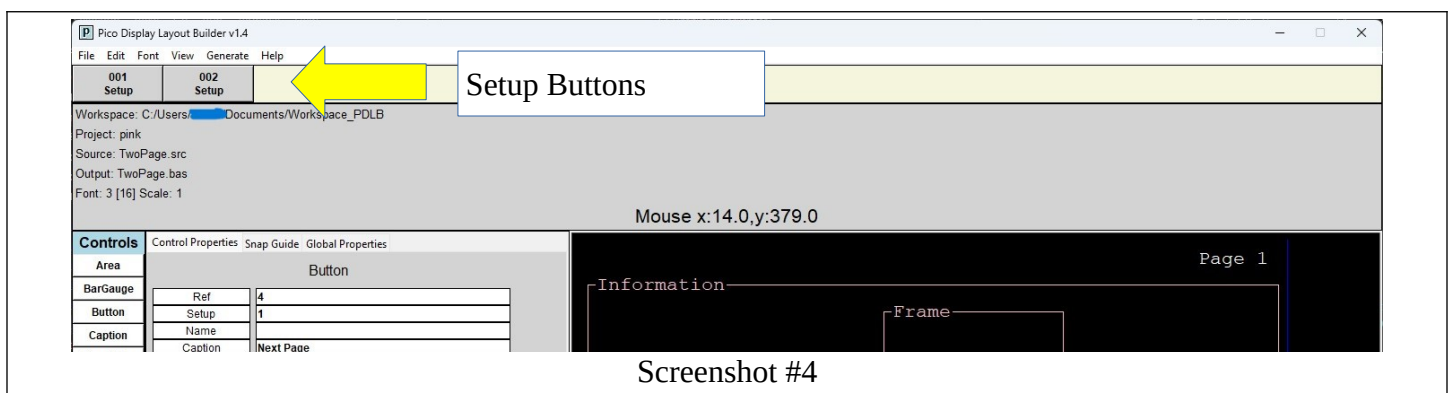 Pico Display Layout Builder v1.4
File Edit Font View Generate Help
001 Setup
002 Setup
Setup Buttons
Workspace: C:/Users/ Documents/Workspace_PDLB
Project: pink
Source: TwoPage.src
Output: TwoPage.bas
Font: 3 [16] Scale: 1
Mouse x:14.0,y:379.0
Controls
Area
BarGauge
Button
Caption
Control Properties Snap Guide Global Properties
Button
Ref 4
Setup 1
Name
Caption Next Page
Page 1
Information
Frame
Screenshot #4